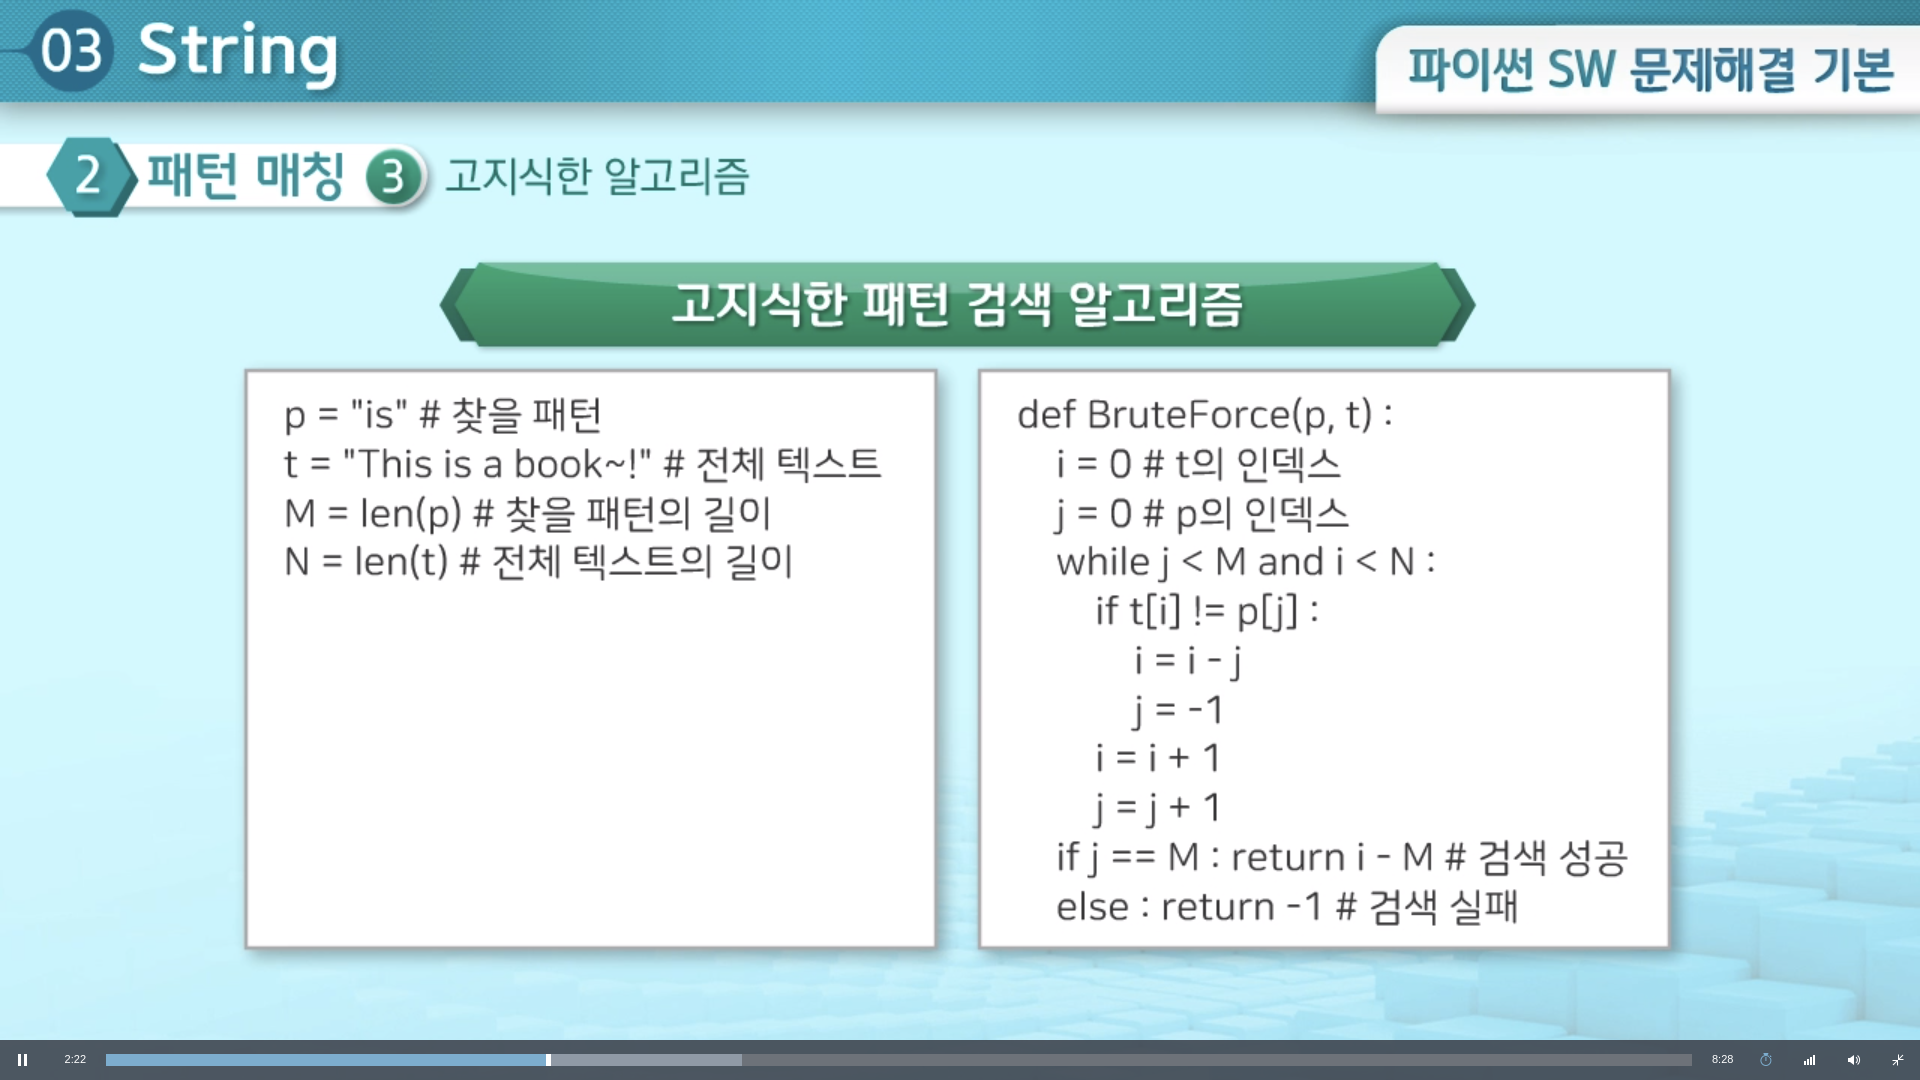 03 String
파이썬 SW 문제해결 기본
2 패턴 매칭 3 고지식한 알고리즘
고지식한 패턴 검색 알고리즘
p = "is" # 찾을 패턴
t = "This is a book~!" # 전체 텍스트
M = len(p) # 찾을 패턴의 길이
N = len(t) # 전체 텍스트의 길이
def BruteForce(p, t) :
i = 0 # t의 인덱스
j = 0 # p의 인덱스
while j < M and i < N :
if t[i] != p[j] :
i = i - j
j = -1
i = i + 1
j = j + 1
if j == M : return i - M # 검색 성공
else : return -1 # 검색 실패
2:22
8:28